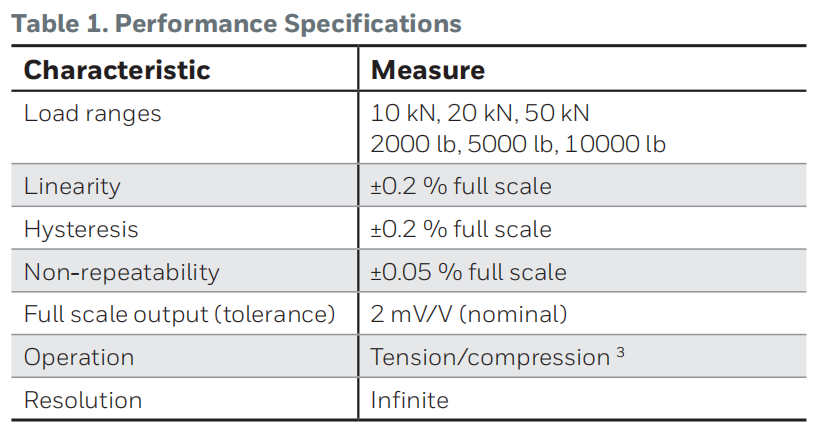 Table 1. Performance Specifications
Characteristic Measure
Load ranges 10 kN, 20 kN, 50 kN
2000 lb, 5000 lb, 10000 lb
Linearity ±0.2 % full scale
Hysteresis ±0.2 % full scale
Non-repeatability ±0.05 % full scale
Full scale output (tolerance) 2 mV/V (nominal)
Operation Tension/compression ³
Resolution Infinite